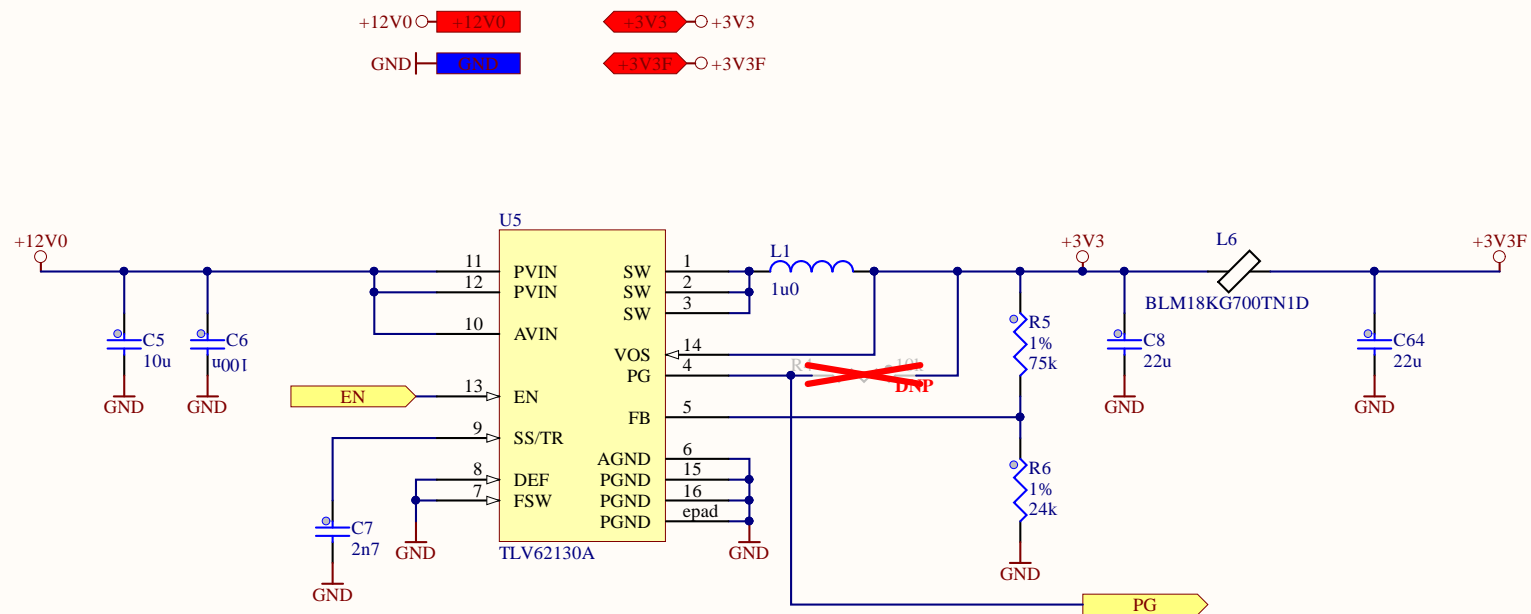 +12V0 +12V0 +3V3 +3V3
GND GND +3V3F +3V3F
U5
+12V0
+3V3
L6
+3V3F
L1
1u0
BLM18KG700TN1D
11 PVIN SW 1
12 PVIN SW 2
SW 3
10 AVIN
VOS 14
PG 4
10k
DNP
EN
13 EN
FB 5
9 SS/TR
AGND 6
8 DEF PGND 15
7 FSW PGND 16
PGND epad
TLV62130A
C5
10u
GND
C6
100n
GND
C7
2n7
GND
GND
GND
R5
1%
75k
R6
1%
24k
GND
C8
22u
GND
C64
22u
GND
PG